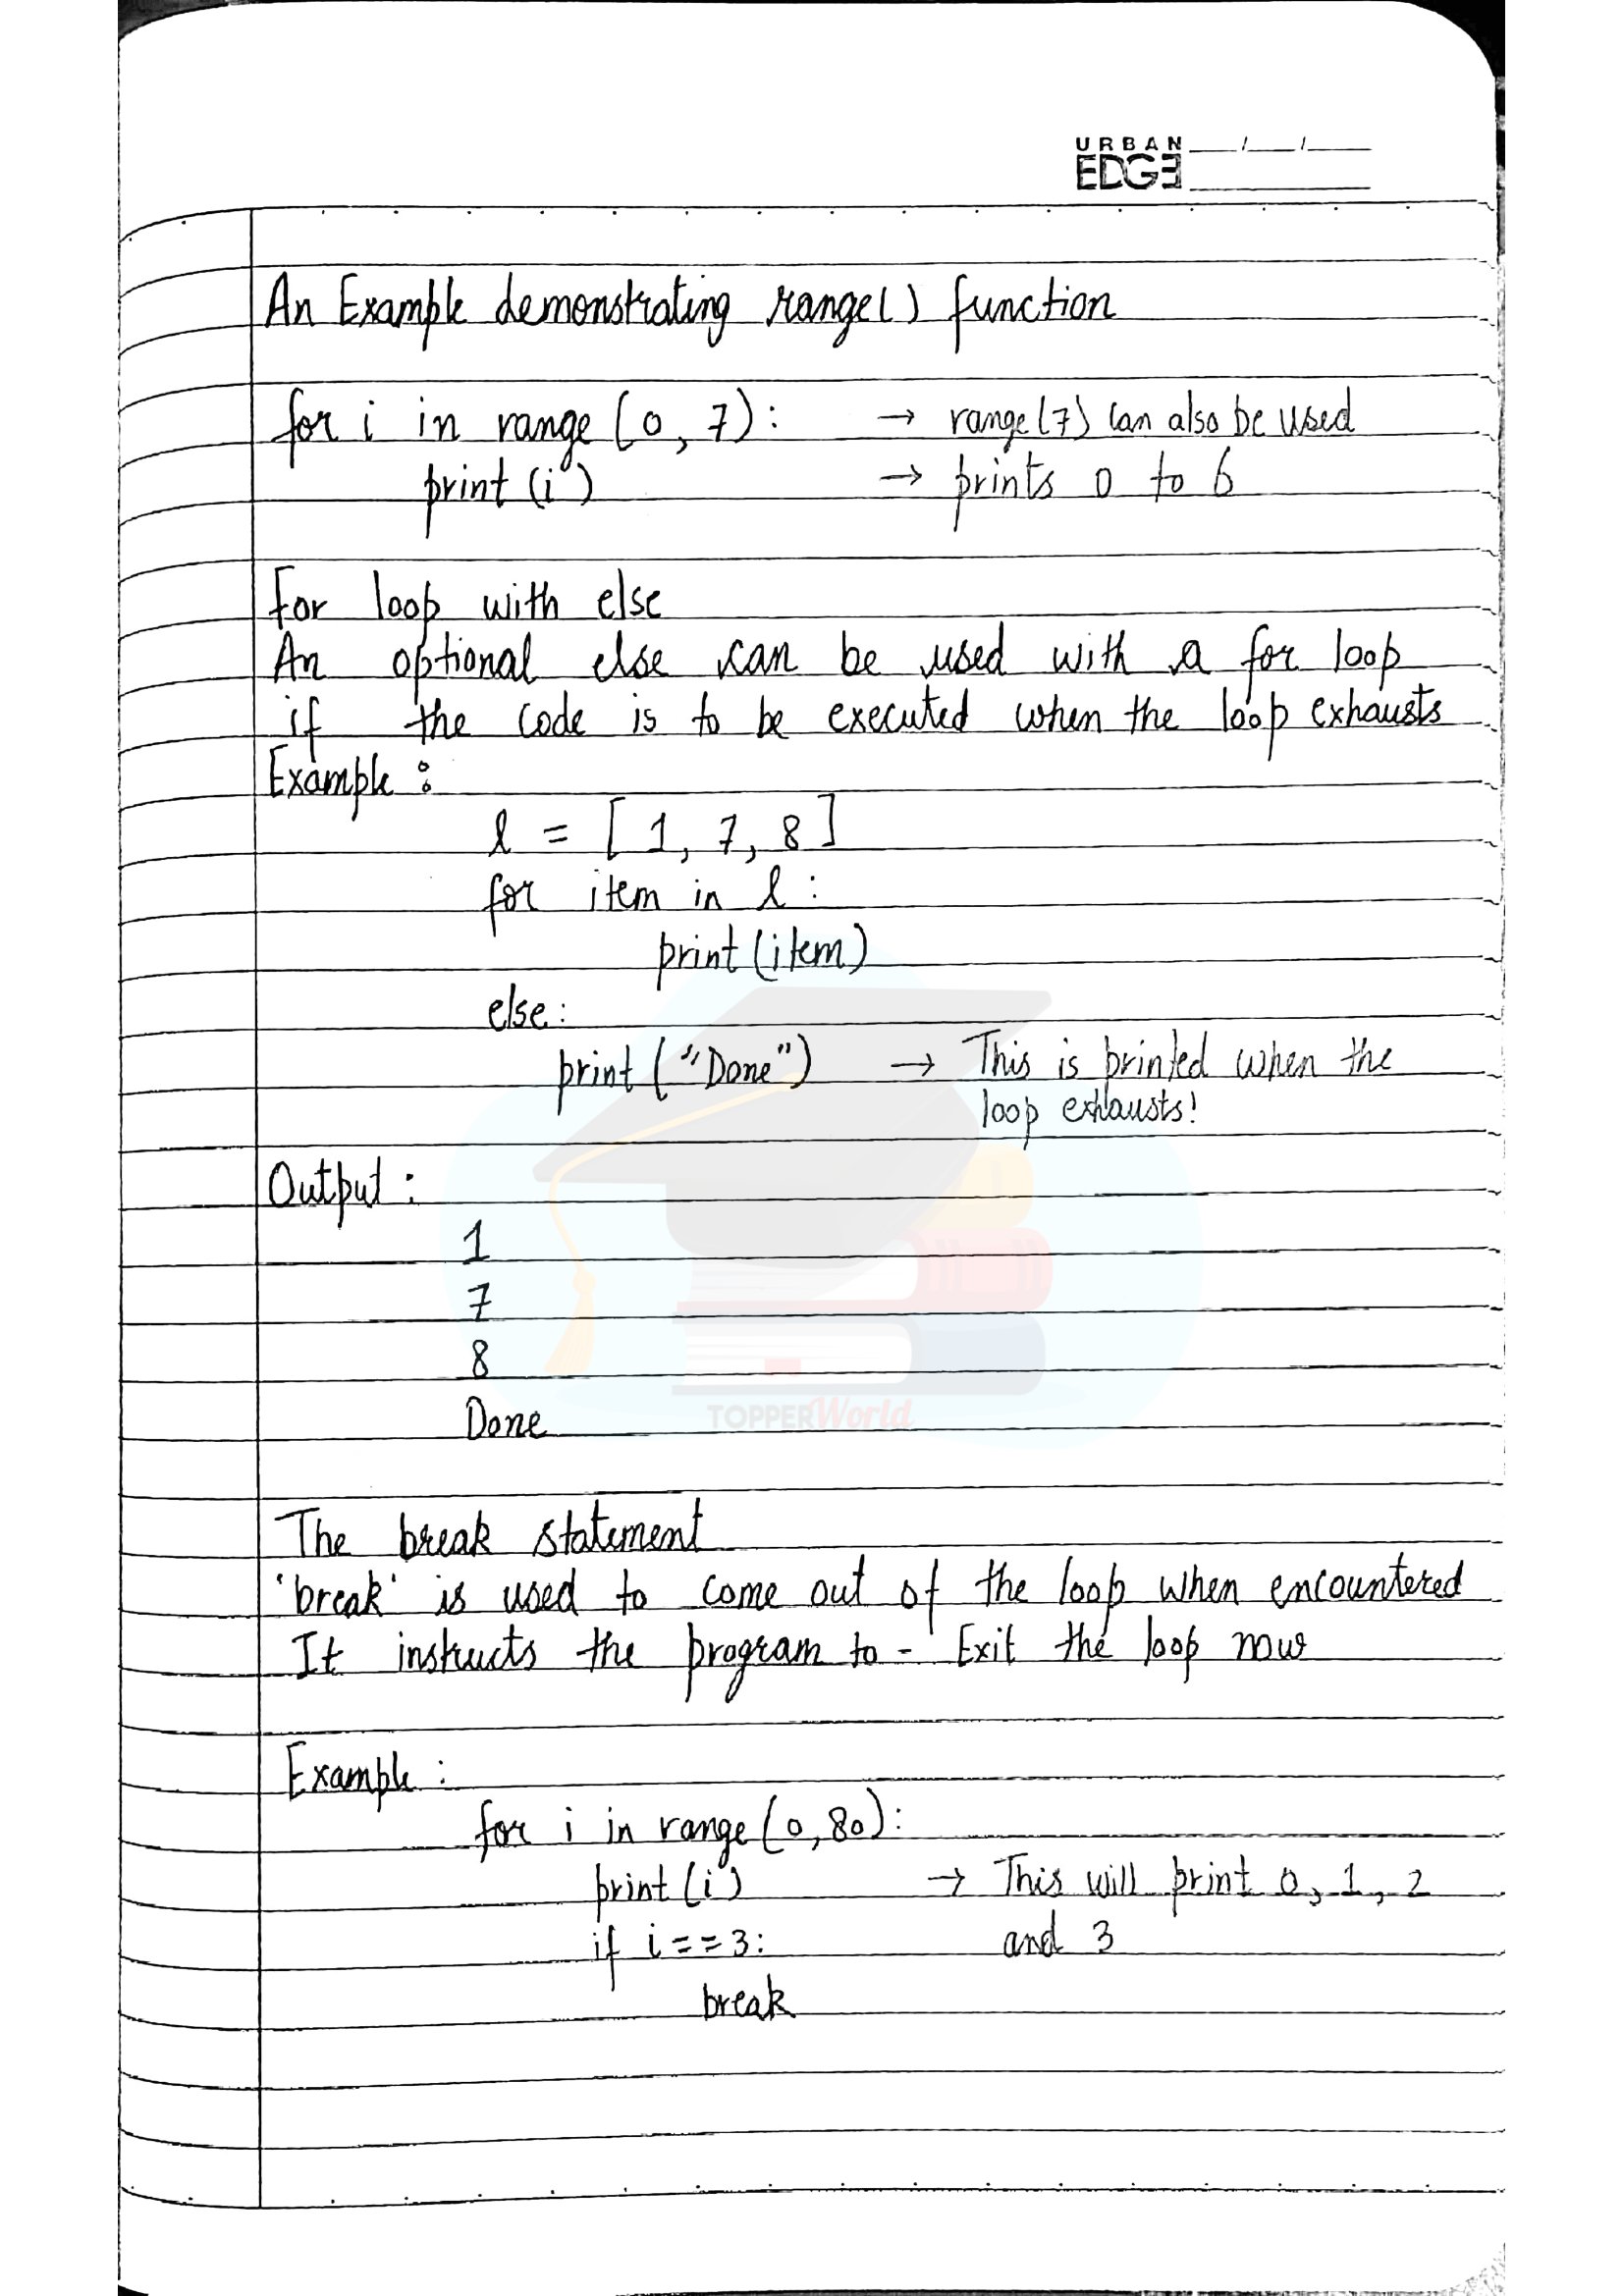 URBAN
EDGE
An Example demonstrating range() function
for i in range (0, 7): → range(7) can also be used
print (i) → prints 0 to 6
For loop with else
An optional else can be used with a for loop
if the code is to be executed when the loop exhausts
Example :
l = [1, 7, 8]
for item in l :
print (item)
else :
print ("Done") → This is printed when the
loop exhausts!
Output :
1
7
8
Done
TOPPERWorld
The break statement
'break' is used to come out of the loop when encountered
It instructs the program to - Exit the loop now
Example :
for i in range (0,80):
print (i) → This will print 0, 1, 2
if i == 3: and 3
break